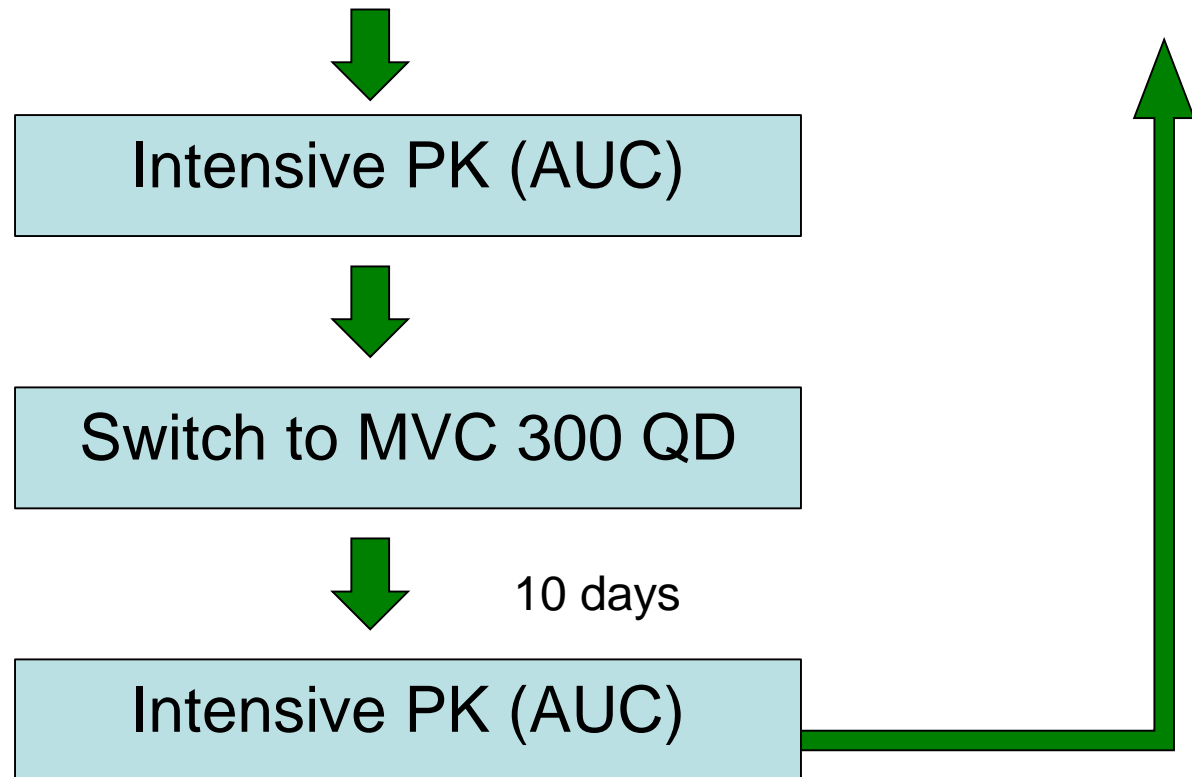 Intensive PK (AUC)
Switch to MVC 300 QD
10 days
Intensive PK (AUC)